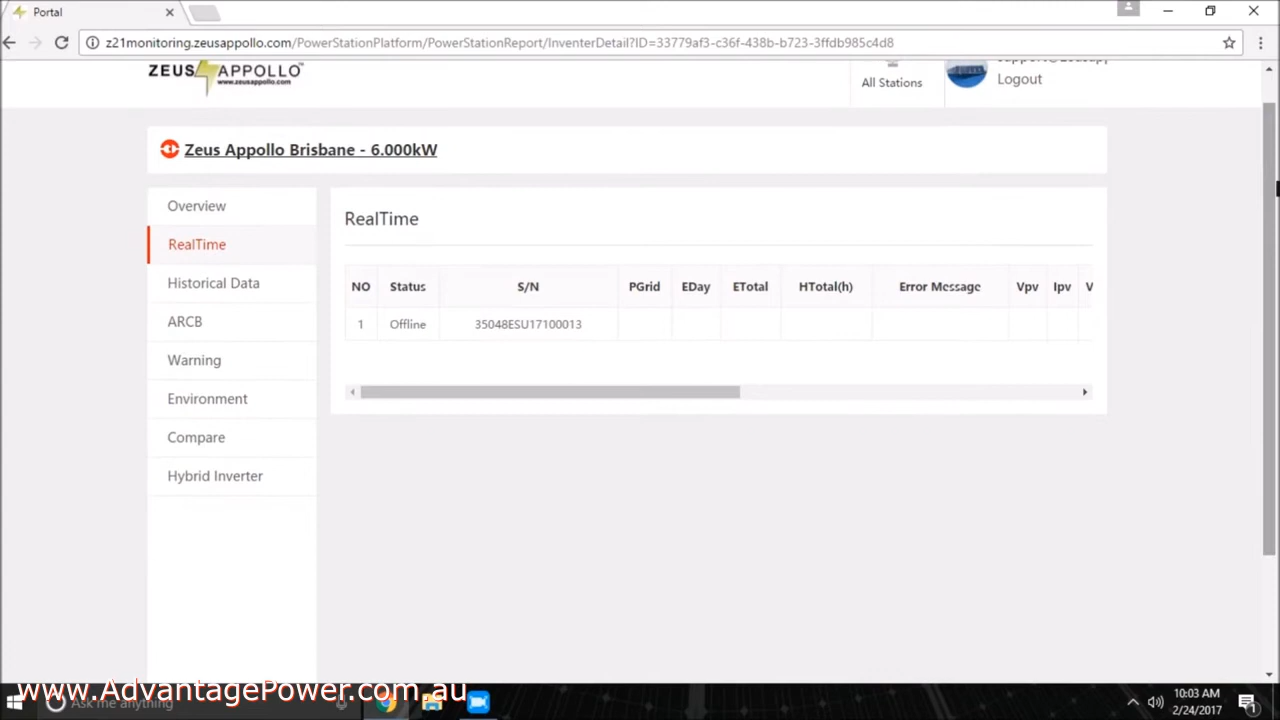 Portal
z21monitoring.zeusappollo.com/PowerStationPlatform/PowerStationReport/InventerDetail?ID=33779af3-c36f-438b-b723-3ffdb985c4d8
ZEUS APPOLLO™
www.zeusappollo.com
All Stations
Logout
Zeus Appollo Brisbane - 6.000kW
Overview
RealTime
Historical Data
ARCB
Warning
Environment
Compare
Hybrid Inverter
RealTime
NO Status S/N PGrid EDay ETotal HTotal(h) Error Message Vpv Ipv V
1 Offline 35048ESU17100013
www.AdvantagePower.com.au
Ask me anything
10:03 AM
2/24/2017
1